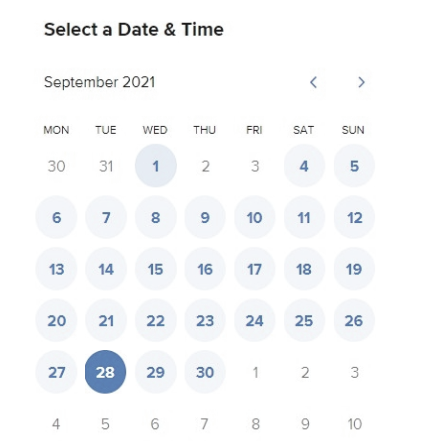 Select a Date & Time
September 2021
MON TUE WED THU FRI SAT SUN
30 31 1 2 3 4 5
6 7 8 9 10 11 12
13 14 15 16 17 18 19
20 21 22 23 24 25 26
27 28 29 30 1 2 3
4 5 6 7 8 9 10